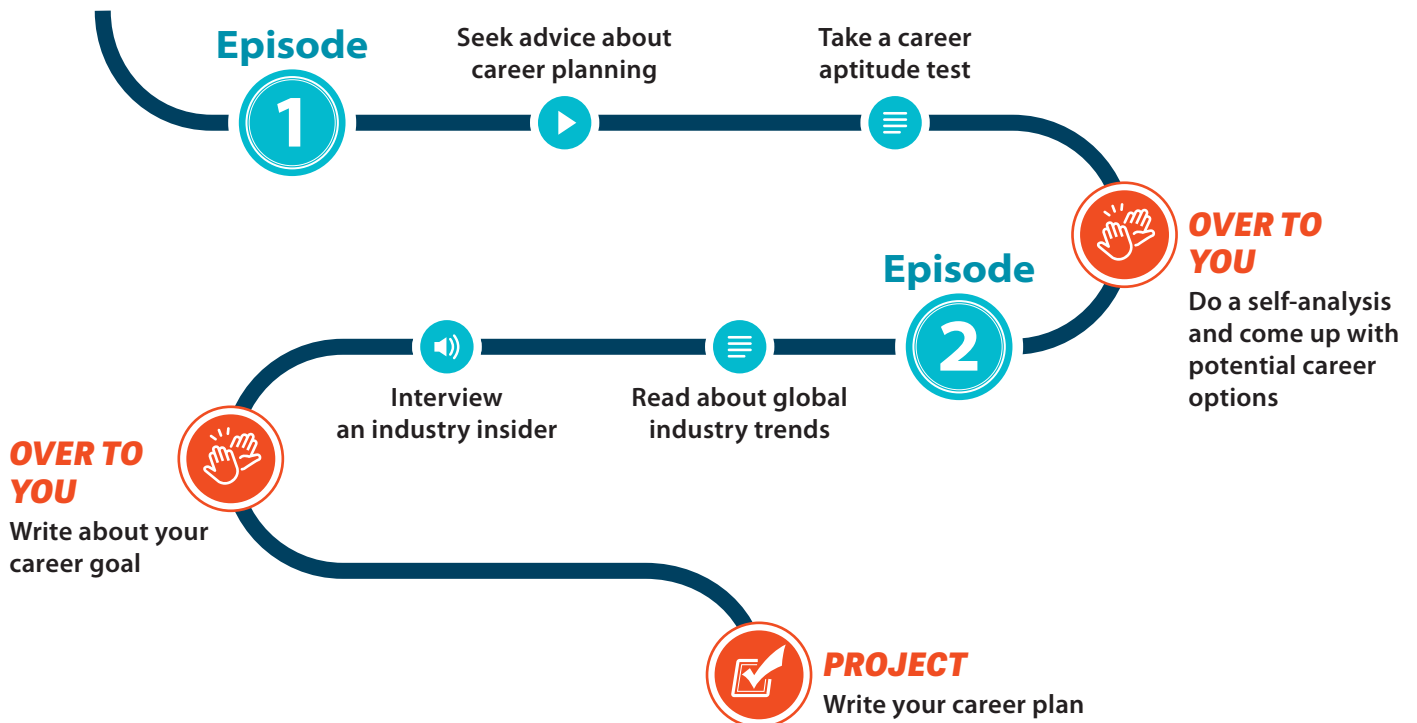 Episode
1
Seek advice about
career planning
Take a career
aptitude test
OVER TO
YOU
Do a self-analysis
and come up with
potential career
options
Episode
2
Read about global
industry trends
Interview
an industry insider
OVER TO
YOU
Write about your
career goal
PROJECT
Write your career plan